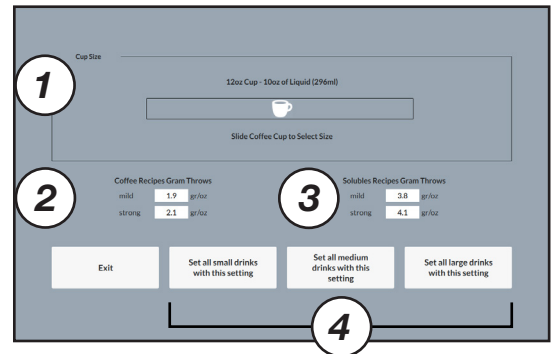 1
Cup Size
12oz Cup - 10oz of Liquid (296ml)
Slide Coffee Cup to Select Size
2
Coffee Recipes Gram Throws
mild 1.9 gr/oz
strong 2.1 gr/oz
3
Solubles Recipes Gram Throws
mild 3.8 gr/oz
strong 4.1 gr/oz
Exit
Set all small drinks
with this setting
Set all medium
drinks with this
setting
Set all large drinks
with this setting
4